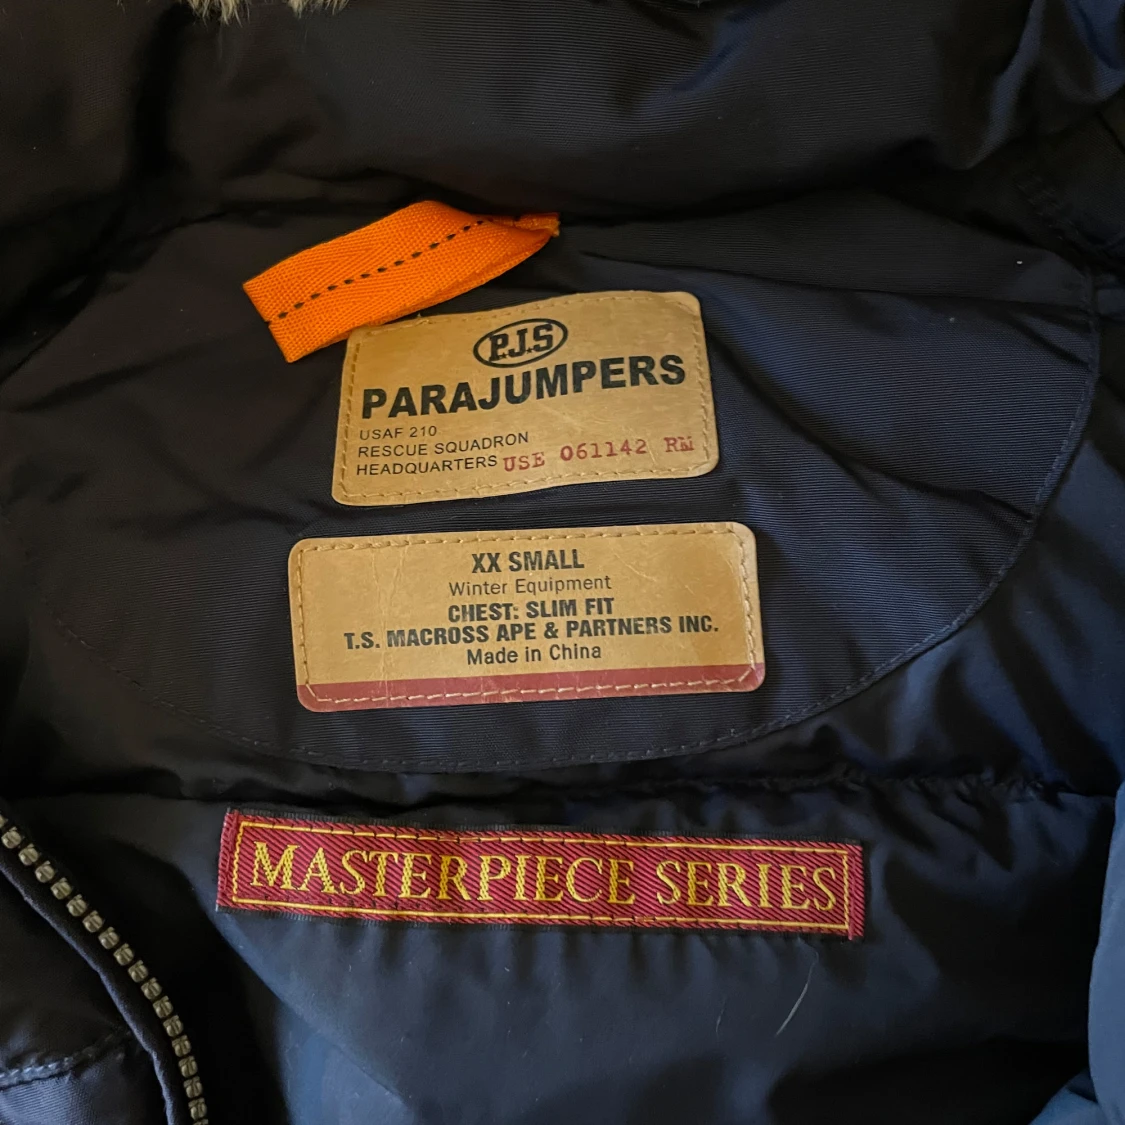 P.J.S
PARAJUMPERS
USAF 210
RESCUE SQUADRON
HEADQUARTERS USE 061142 RM
XX SMALL
Winter Equipment
CHEST: SLIM FIT
T.S. MACROSS APE & PARTNERS INC.
Made in China
MASTERPIECE SERIES